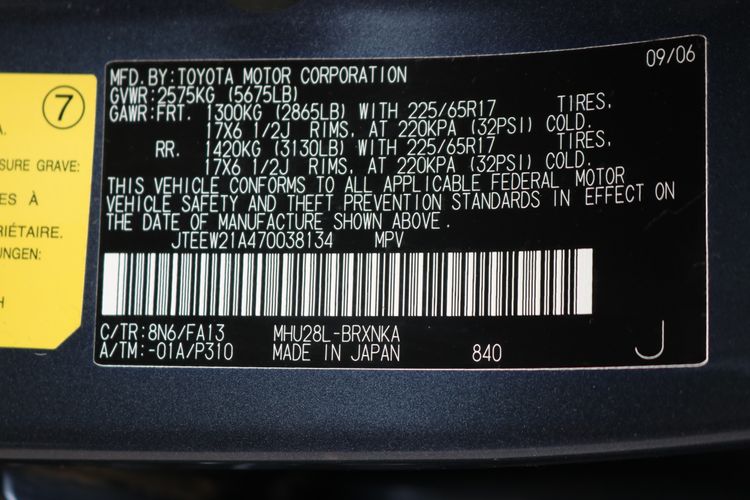 09/06
MFD. BY: TOYOTA MOTOR CORPORATION
GVWR: 2575KG (5675LB)
GAWR: FRT. 1300KG (2865LB) WITH 225/65R17 TIRES,
17X6 1/2J RIMS, AT 220KPA (32PSI) COLD.
RR. 1420KG (3130LB) WITH 225/65R17 TIRES,
17X6 1/2J RIMS, AT 220KPA (32PSI) COLD.
THIS VEHICLE CONFORMS TO ALL APPLICABLE FEDERAL MOTOR
VEHICLE SAFETY AND THEFT PREVENTION STANDARDS IN EFFECT ON
THE DATE OF MANUFACTURE SHOWN ABOVE.
JTEEW21A470038134 MPV
C/TR: 8N6/FA13 MHU28L-BRXNKA
A/TM: -01A/P310 MADE IN JAPAN 840 J
7
A.
SURE GRAVE:
ES À
RIÉTAIRE.
UNGEN:
H